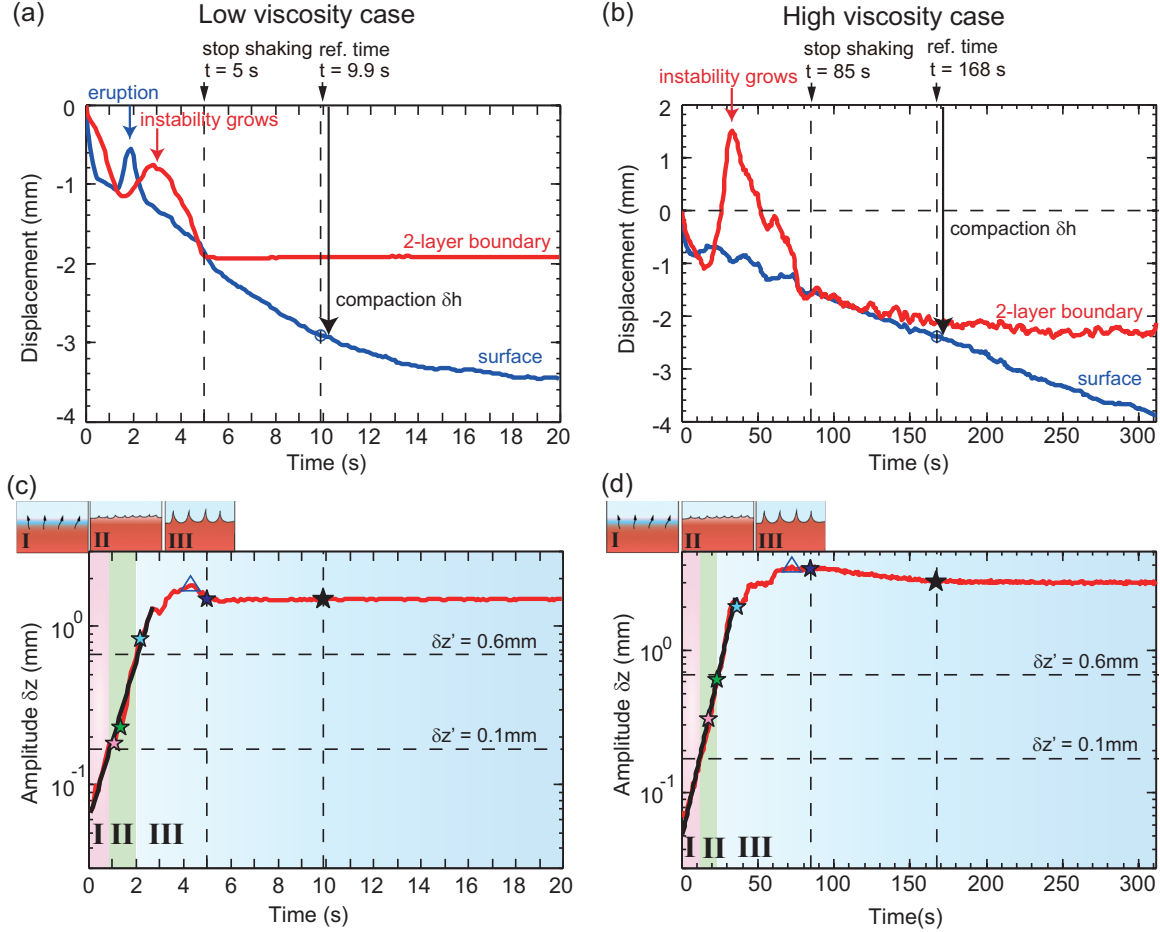 (a)
Low viscosity case
stop shaking
t = 5 s
ref. time
t = 9.9 s
eruption
instability grows
2-layer boundary
compaction δh
surface
Displacement (mm)
0
-1
-2
-3
-4
0 2 4 6 8 10 12 14 16 18 20
Time (s)
(b)
High viscosity case
stop shaking
t = 85 s
ref. time
t = 168 s
instability grows
compaction δh
2-layer boundary
surface
Displacement (mm)
2
1
0
-1
-2
-3
-4
0 50 100 150 200 250 300
Time (s)
(c)
I II III
δz' = 0.6mm
δz' = 0.1mm
Amplitude δz (mm)
10⁰
10⁻¹
I II III
0 2 4 6 8 10 12 14 16 18 20
Time (s)
(d)
I II III
δz' = 0.6mm
δz' = 0.1mm
Amplitude δz (mm)
10⁰
10⁻¹
I II III
0 50 100 150 200 250 300
Time(s)